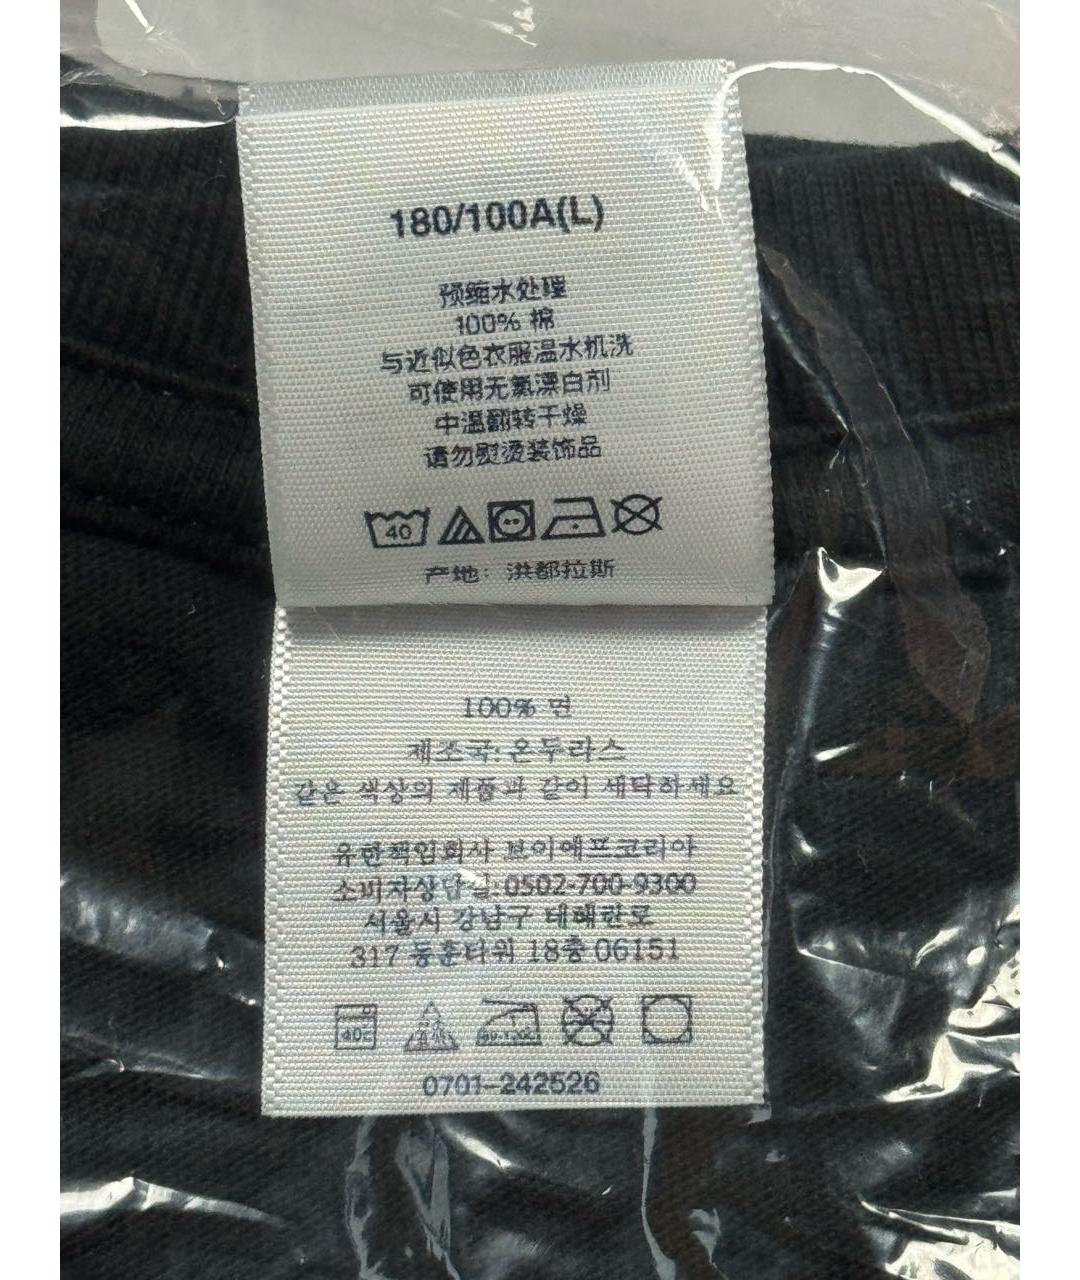 180/100A(L)
预缩水处理
100% 棉
与近似色衣服温水机洗
可使用无氯漂白剂
中温翻转干燥
请勿熨烫装饰品
40
产地：洪都拉斯
100% 면
제조국: 온두라스
같은 색상의 제품과 같이 세탁하세요
유한책임회사 브이에프코리아
소비자상담실:0502-700-9300
서울시 강남구 테헤란로
317 동훈타워 18층 06151
40c
0701-242526